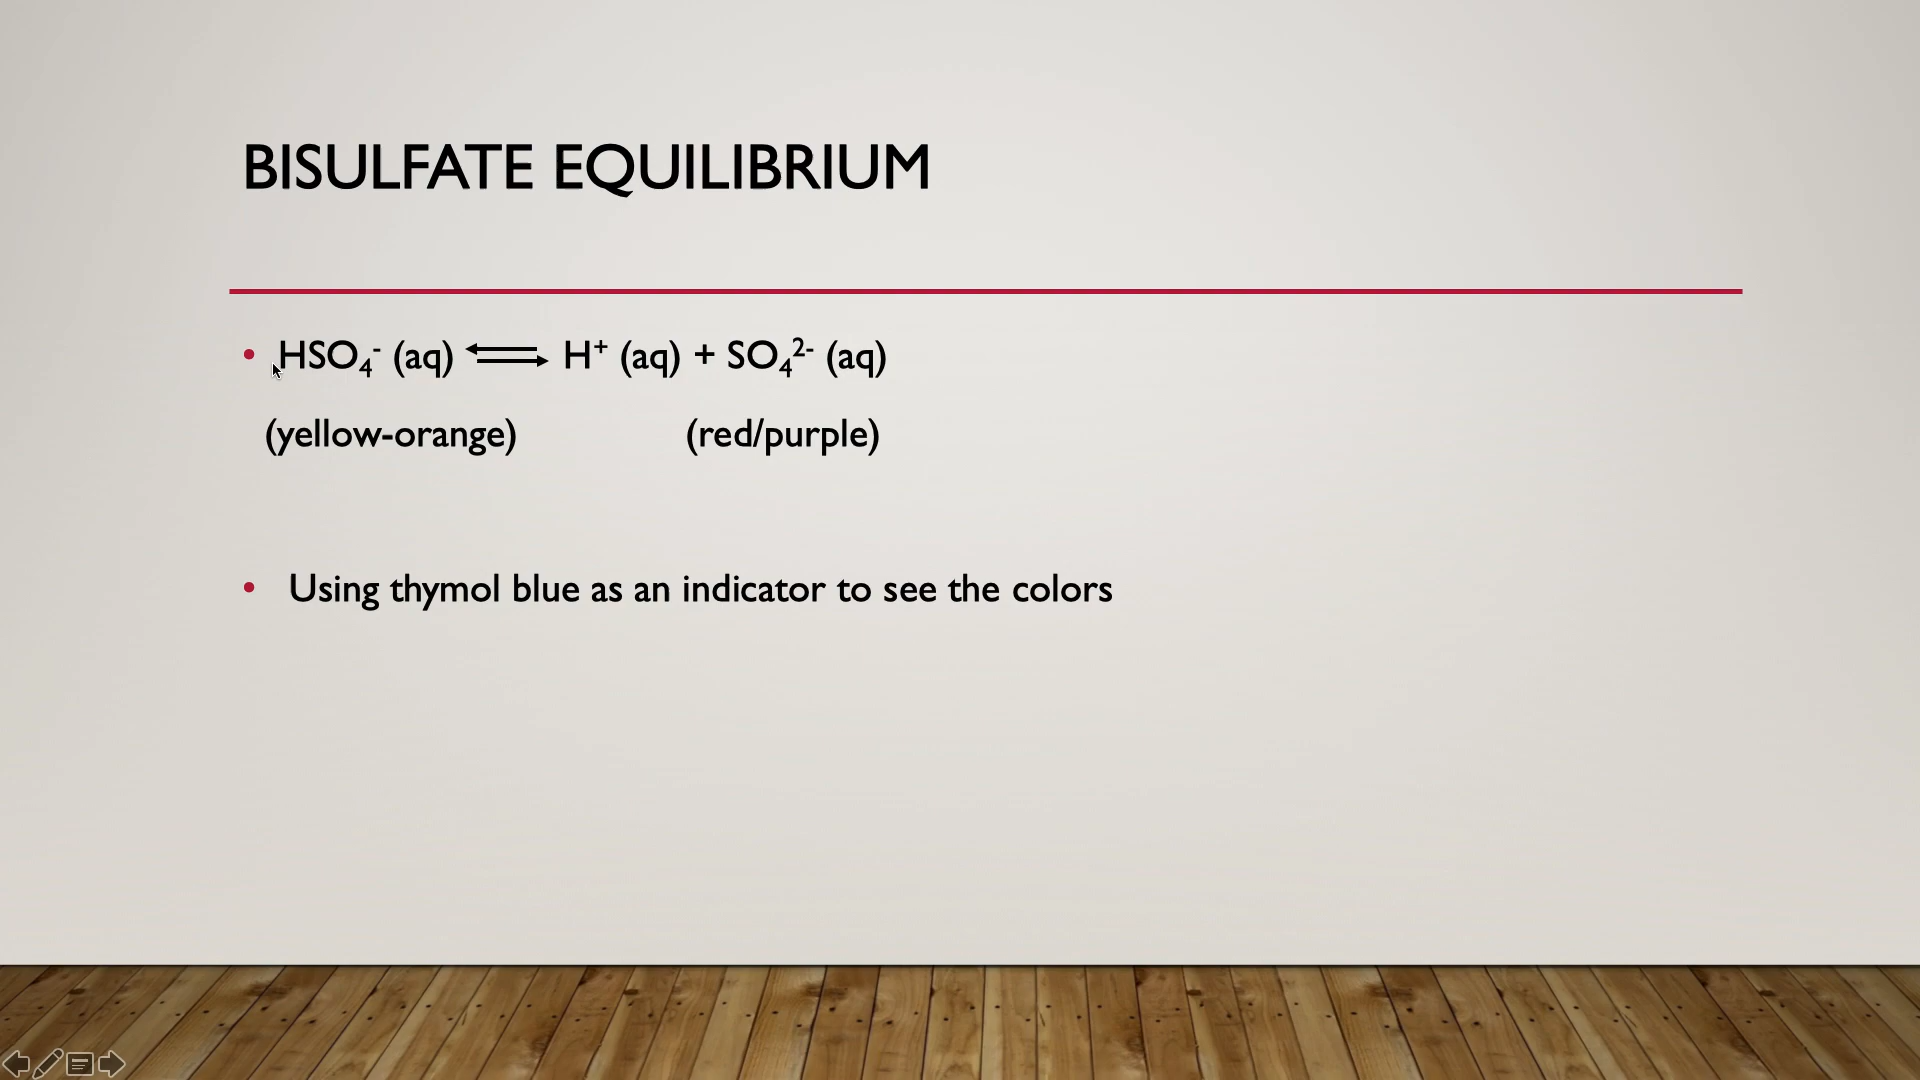 BISULFATE EQUILIBRIUM
• HSO₄⁻ (aq) ⇌ H⁺ (aq) + SO₄²⁻ (aq)
(yellow-orange) (red/purple)
• Using thymol blue as an indicator to see the colors